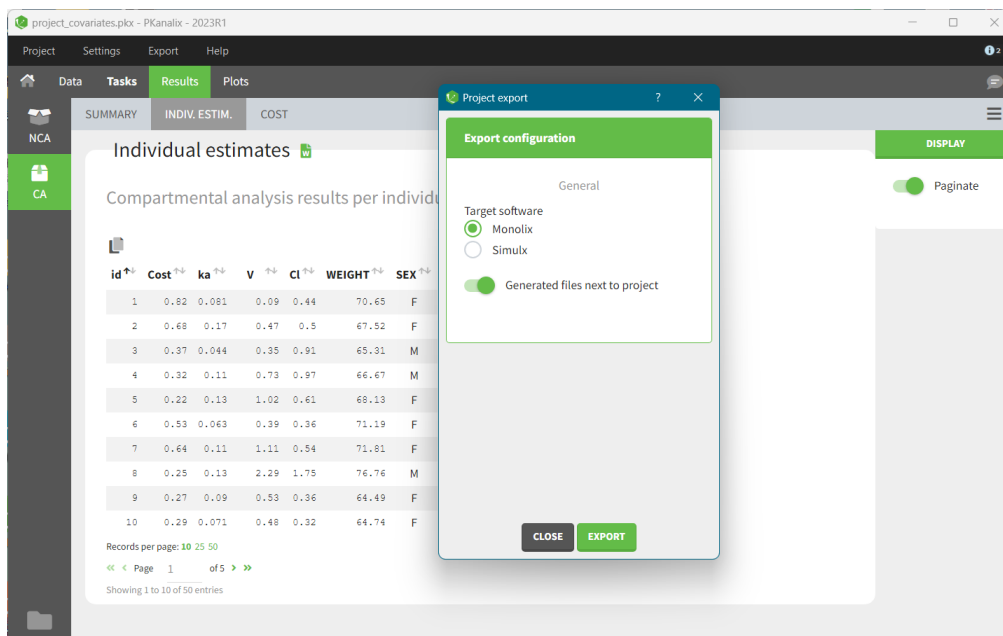 project_covariates.pkx - PKanalix - 2023R1
Project Settings Export Help
2
Data Tasks Results Plots
NCA
CA
SUMMARY INDIV. ESTIM. COST
Individual estimates
Compartmental analysis results per individu
id Cost ka V Cl WEIGHT SEX
1 0.82 0.081 0.09 0.44 70.65 F
2 0.68 0.17 0.47 0.5 67.52 F
3 0.37 0.044 0.35 0.91 65.31 M
4 0.32 0.11 0.73 0.97 66.67 M
5 0.22 0.13 1.02 0.61 68.13 F
6 0.53 0.063 0.39 0.36 71.19 F
7 0.64 0.11 1.11 0.54 71.81 F
8 0.25 0.13 2.29 1.75 76.76 M
9 0.27 0.09 0.53 0.36 64.49 F
10 0.29 0.071 0.48 0.32 64.74 F
Records per page: 10 25 50
<< < Page 1 of 5 > >>
Showing 1 to 10 of 50 entries
Project export ?
Export configuration
General
Target software
Monolix
Simulx
Generated files next to project
CLOSE EXPORT
DISPLAY
Paginate